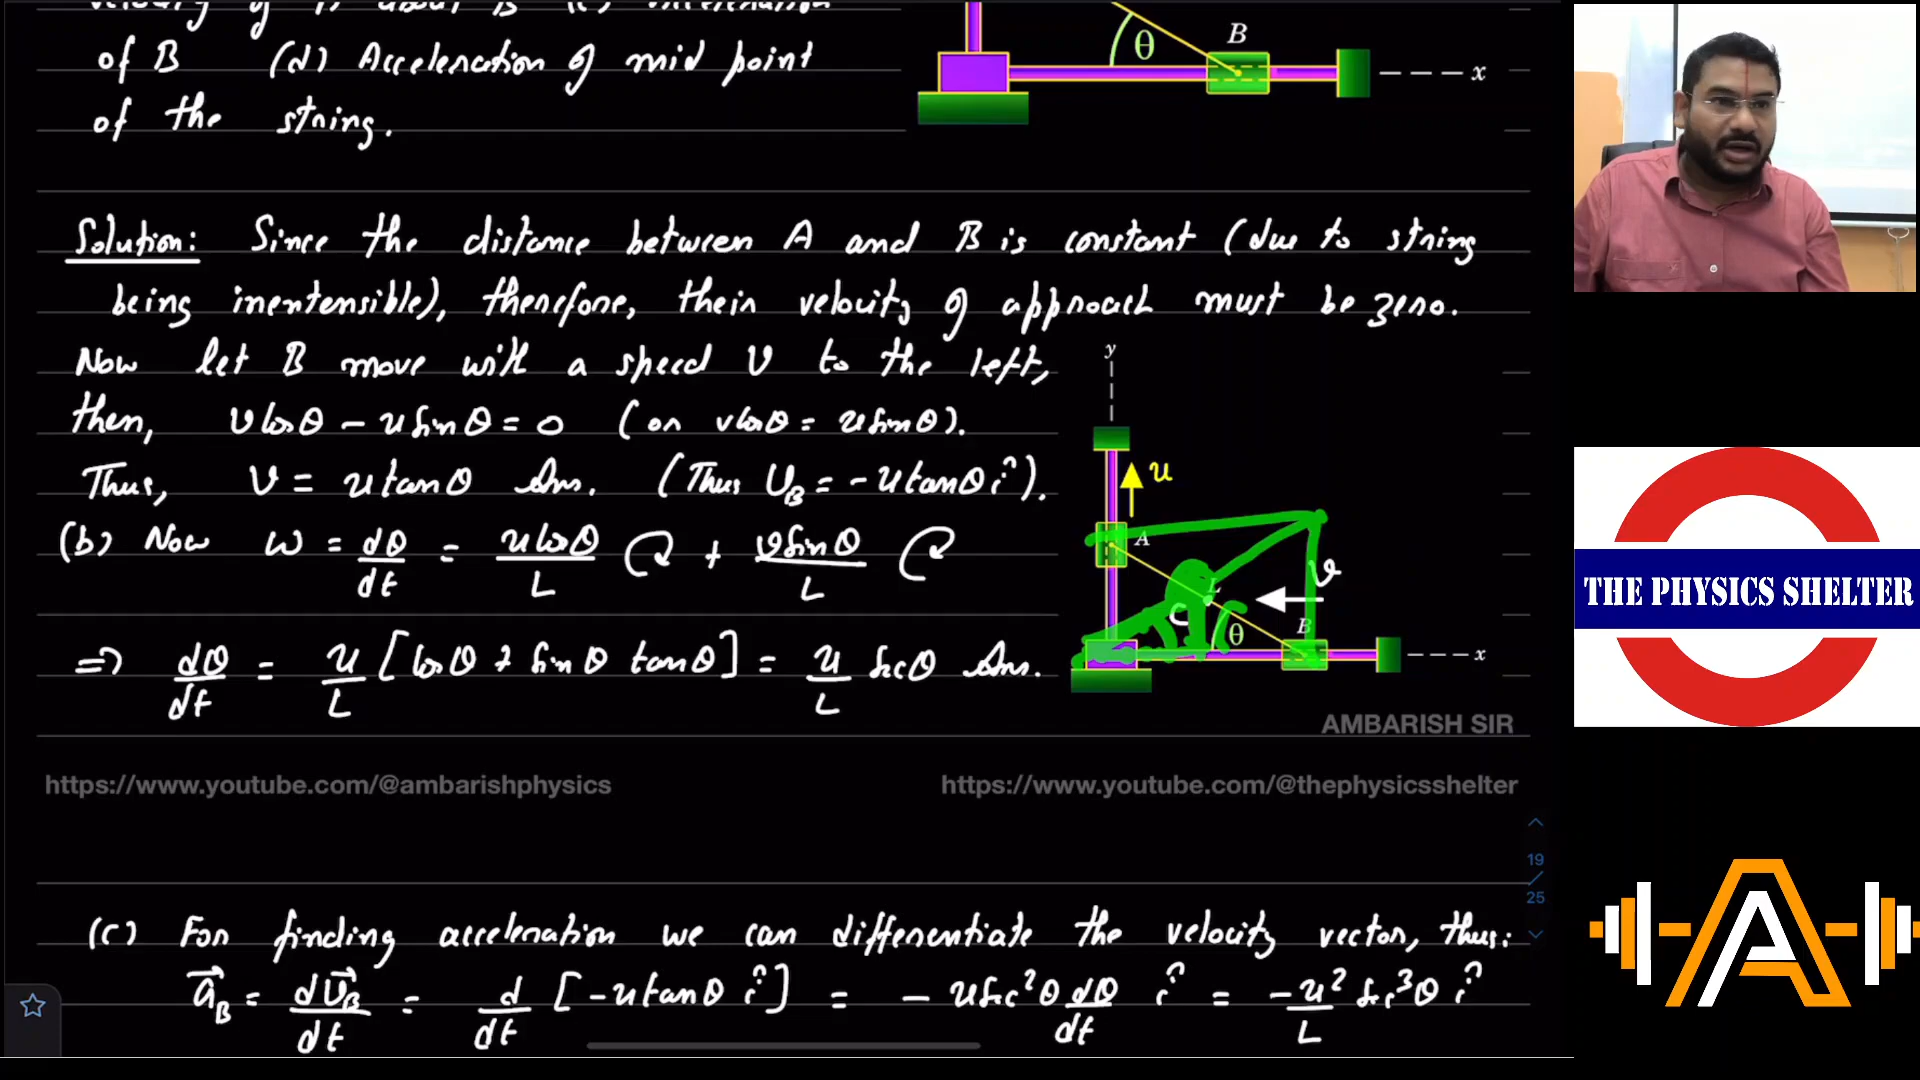 of B (d) Acceleration of mid point
of the string.
B
θ
x
Solution: Since the distance between A and B is constant (due to string
being inextensible), therefore, their velocity of approach must be zero.
Now let B move with a speed v to the left,
then, v cosθ - u sinθ = 0 (or v cosθ = u sinθ).
Thus, v = u tanθ Ans. (Thus U_B = - u tanθ î).
(b) Now ω = dθ/dt = u cosθ/L + v sinθ/L
=> dθ/dt = u/L [cosθ + sinθ tanθ] = u/L secθ Ans.
y
u
A
L
C
v
θ
B
x
AMBARISH SIR
https://www.youtube.com/@ambarishphysics
https://www.youtube.com/@thephysicsshelter
19
25
(c) For finding acceleration we can differentiate the velocity vector, thus:
a⃗_B = dv⃗_B/dt = d/dt [-u tanθ î] = - u sec²θ dθ/dt î = -u²/L sec³θ î
THE PHYSICS SHELTER
A